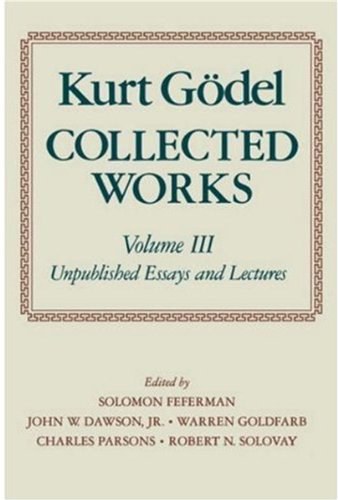 Kurt Gödel
COLLECTED
WORKS
Volume III
Unpublished Essays and Lectures
Edited by
SOLOMON FEFERMAN
JOHN W. DAWSON, JR. · WARREN GOLDFARB
CHARLES PARSONS · ROBERT N. SOLOVAY